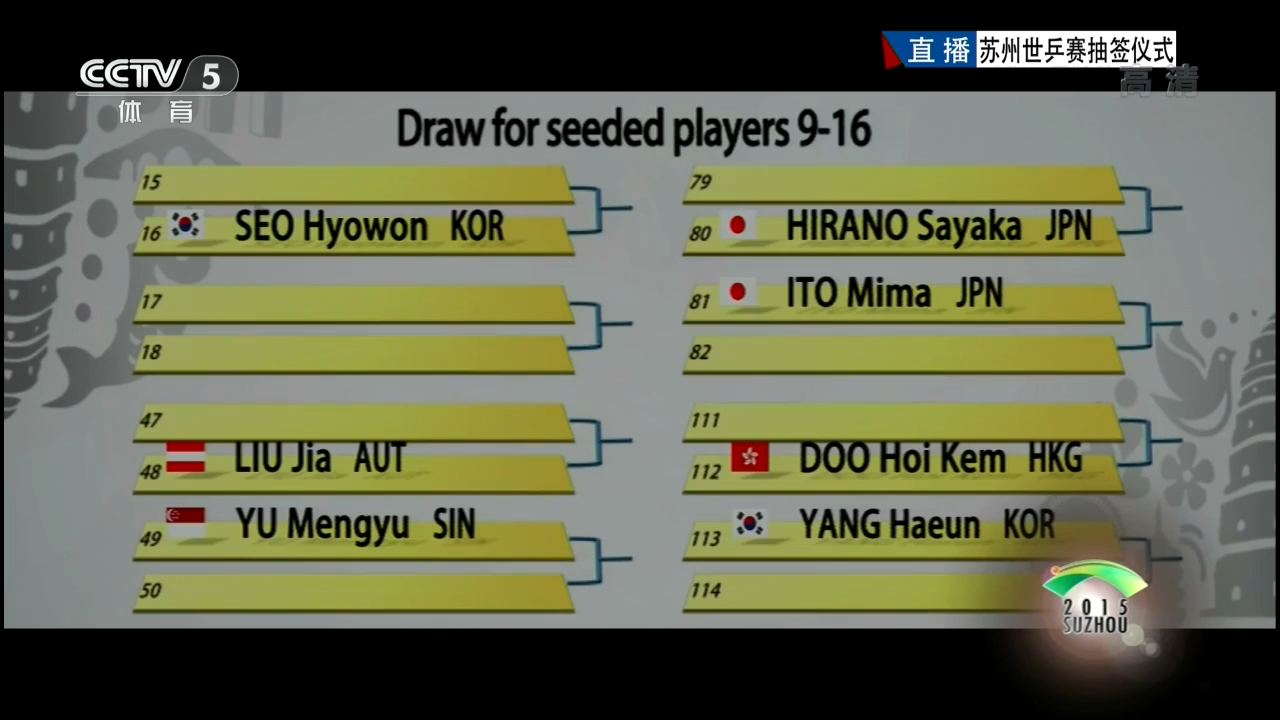 CCTV 5
体育
直播 苏州世乒赛抽签仪式
高清
Draw for seeded players 9-16
15
16 SEO Hyowon KOR
17
18
47
48 LIU Jia AUT
49 YU Mengyu SIN
50
79
80 HIRANO Sayaka JPN
81 ITO Mima JPN
82
111
112 DOO Hoi Kem HKG
113 YANG Haeun KOR
114
2015
SUZHOU